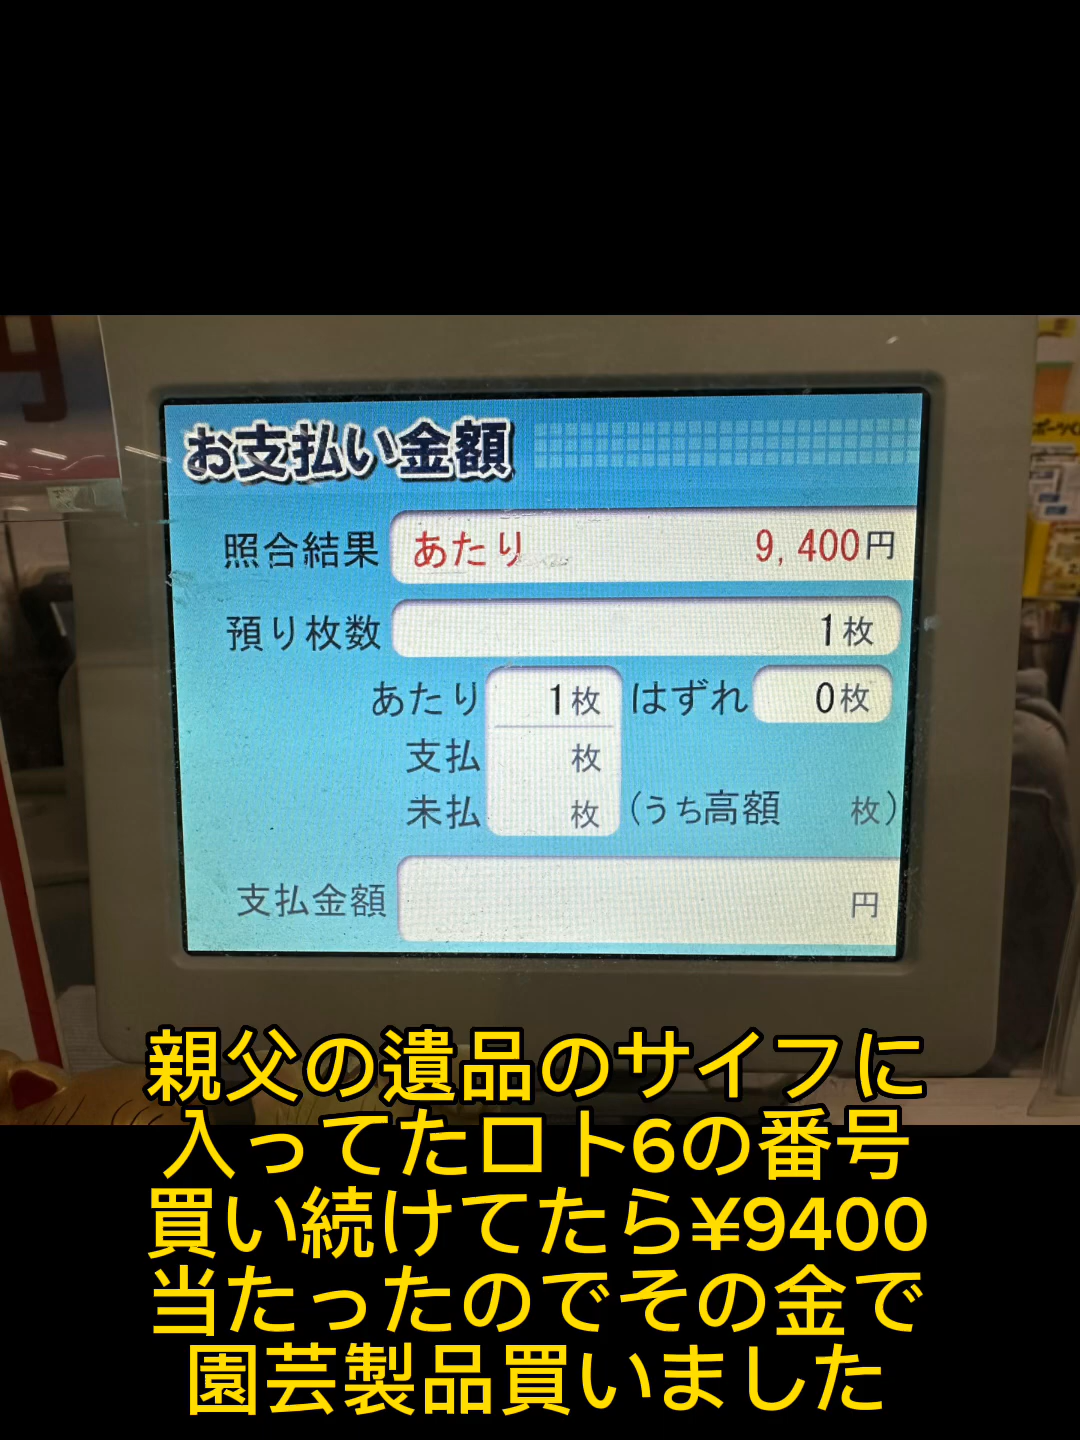 円
お支払い金額
照合結果 あたり 9,400円
預り枚数 1枚
あたり 1枚 はずれ 0枚
支払 枚
未払 枚 (うち高額 枚)
支払金額 円
親父の遺品のサイフに
入ってたロト6の番号
買い続けてたら¥9400
当たったのでその金で
園芸製品買いました